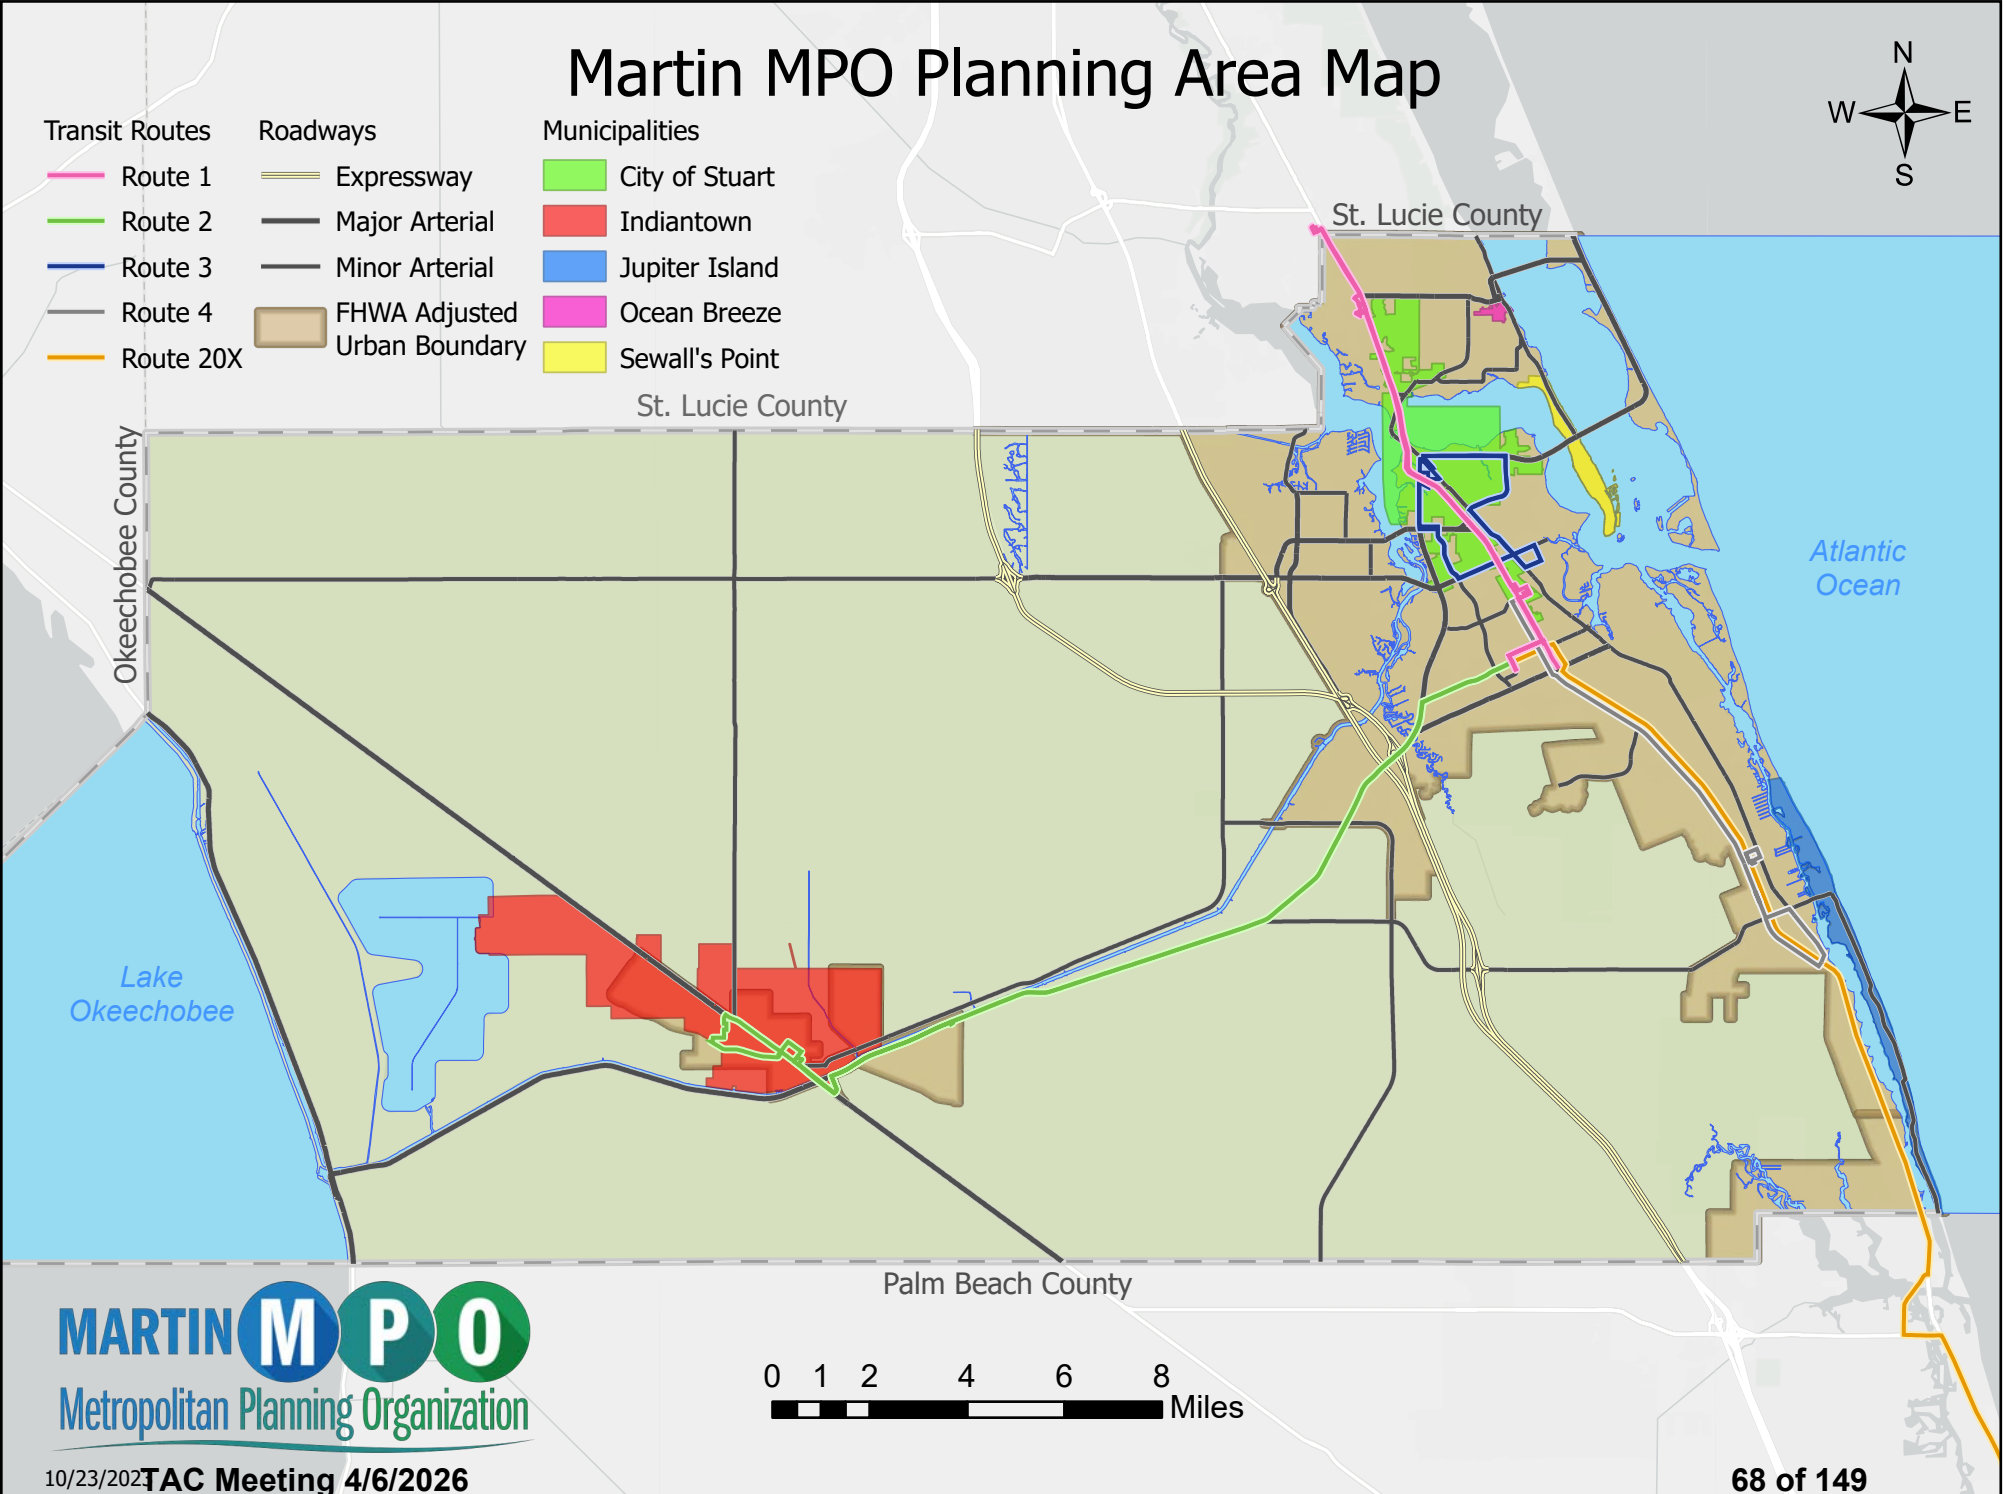 Martin MPO Planning Area Map
N
W
E
S
Transit Routes
Route 1
Route 2
Route 3
Route 4
Route 20X
Roadways
Expressway
Major Arterial
Minor Arterial
FHWA Adjusted
Urban Boundary
Municipalities
City of Stuart
Indiantown
Jupiter Island
Ocean Breeze
Sewall's Point
St. Lucie County
St. Lucie County
Okeechobee County
Atlantic
Ocean
Lake
Okeechobee
Palm Beach County
MARTIN MPO
Metropolitan Planning Organization
0 1 2 4 6 8
Miles
10/23/2023
TAC Meeting 4/6/2026
68 of 149